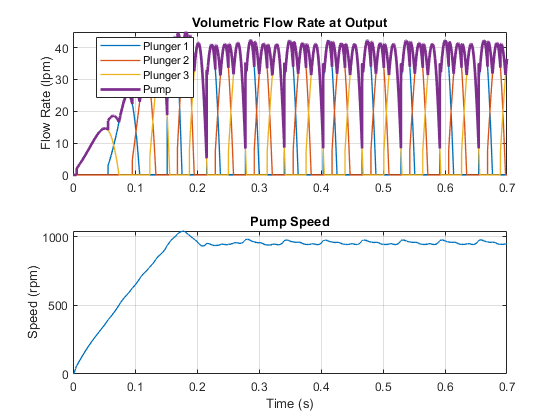 Volumetric Flow Rate at Output
Flow Rate (lpm)
40
30
20
10
0
Plunger 1
Plunger 2
Plunger 3
Pump
0 0.1 0.2 0.3 0.4 0.5 0.6 0.7
Pump Speed
Speed (rpm)
1000
500
0
0 0.1 0.2 0.3 0.4 0.5 0.6 0.7
Time (s)